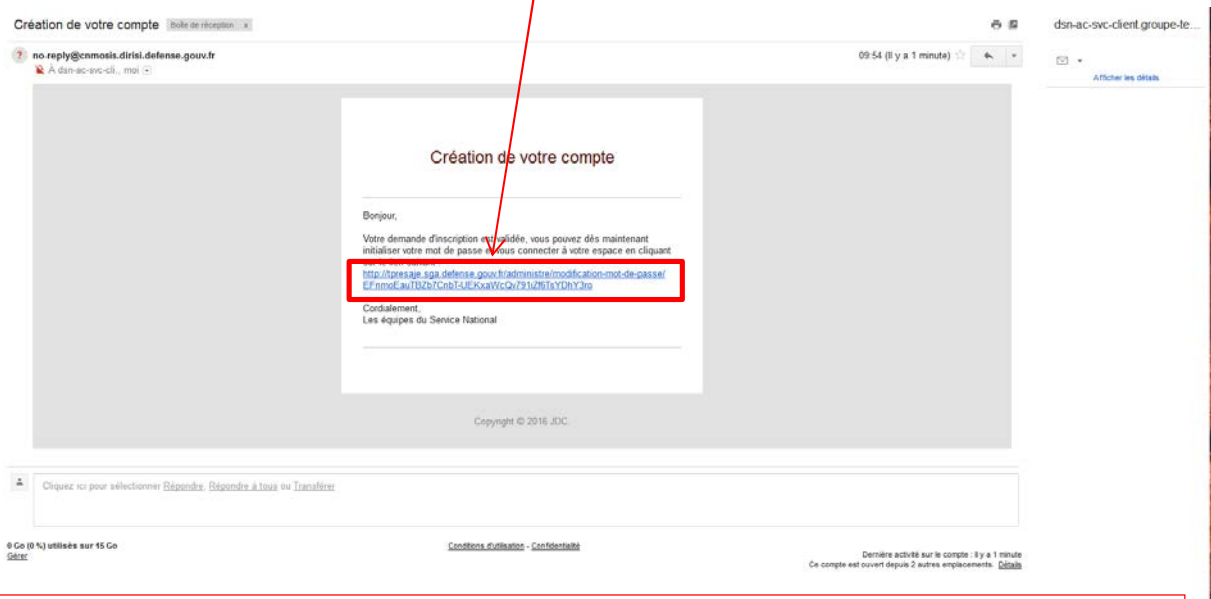 Création de votre compte Boîte de réception x
dsn-ac-svc-client.groupe-te...
? no-reply@cnmosis.dirisi.defense.gouv.fr
09:54 (Il y a 1 minute)
À dsn-ac-svc-cli., moi
Afficher les détails
Création de votre compte
Bonjour,
Votre demande d'inscription est validée, vous pouvez dès maintenant
initialiser votre mot de passe et vous connecter à votre espace en cliquant
http://tpresaje.sga.defense.gouv.fr/administre/modification-mot-de-passe/
Cordialement,
Les équipes du Service National
Copyright © 2016 JDC.
Cliquez ici pour sélectionner Répondre, Répondre à tous ou Transférer
0 Go (0 %) utilisés sur 15 Go
Gérer
Conditions d'utilisation - Confidentialité
Dernière activité sur le compte : Il y a 1 minute
Ce compte est ouvert depuis 2 autres emplacements. Détails